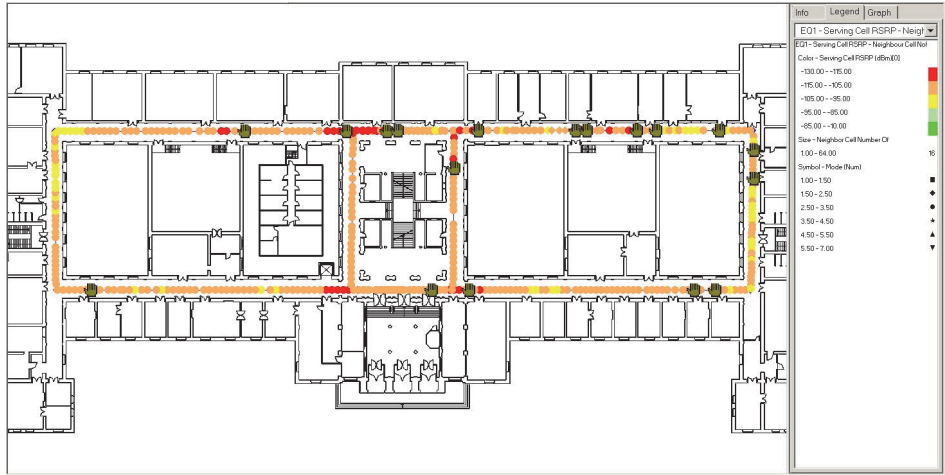 Info Legend Graph
EQ1 - Serving Cell RSRP - Neigh
EQ1 - Serving Cell RSRP - Neighbour Cell Not
Color - Serving Cell RSRP (dBm)[0]
-130.00 - -115.00
-115.00 - -105.00
-105.00 - -95.00
-95.00 - -85.00
-85.00 - -10.00
Size - Neighbor Cell Number Of
1.00 - 64.00 16
Symbol - Mode (Num)
1.00 - 1.50
1.50 - 2.50
2.50 - 3.50
3.50 - 4.50
4.50 - 5.50
5.50 - 7.00